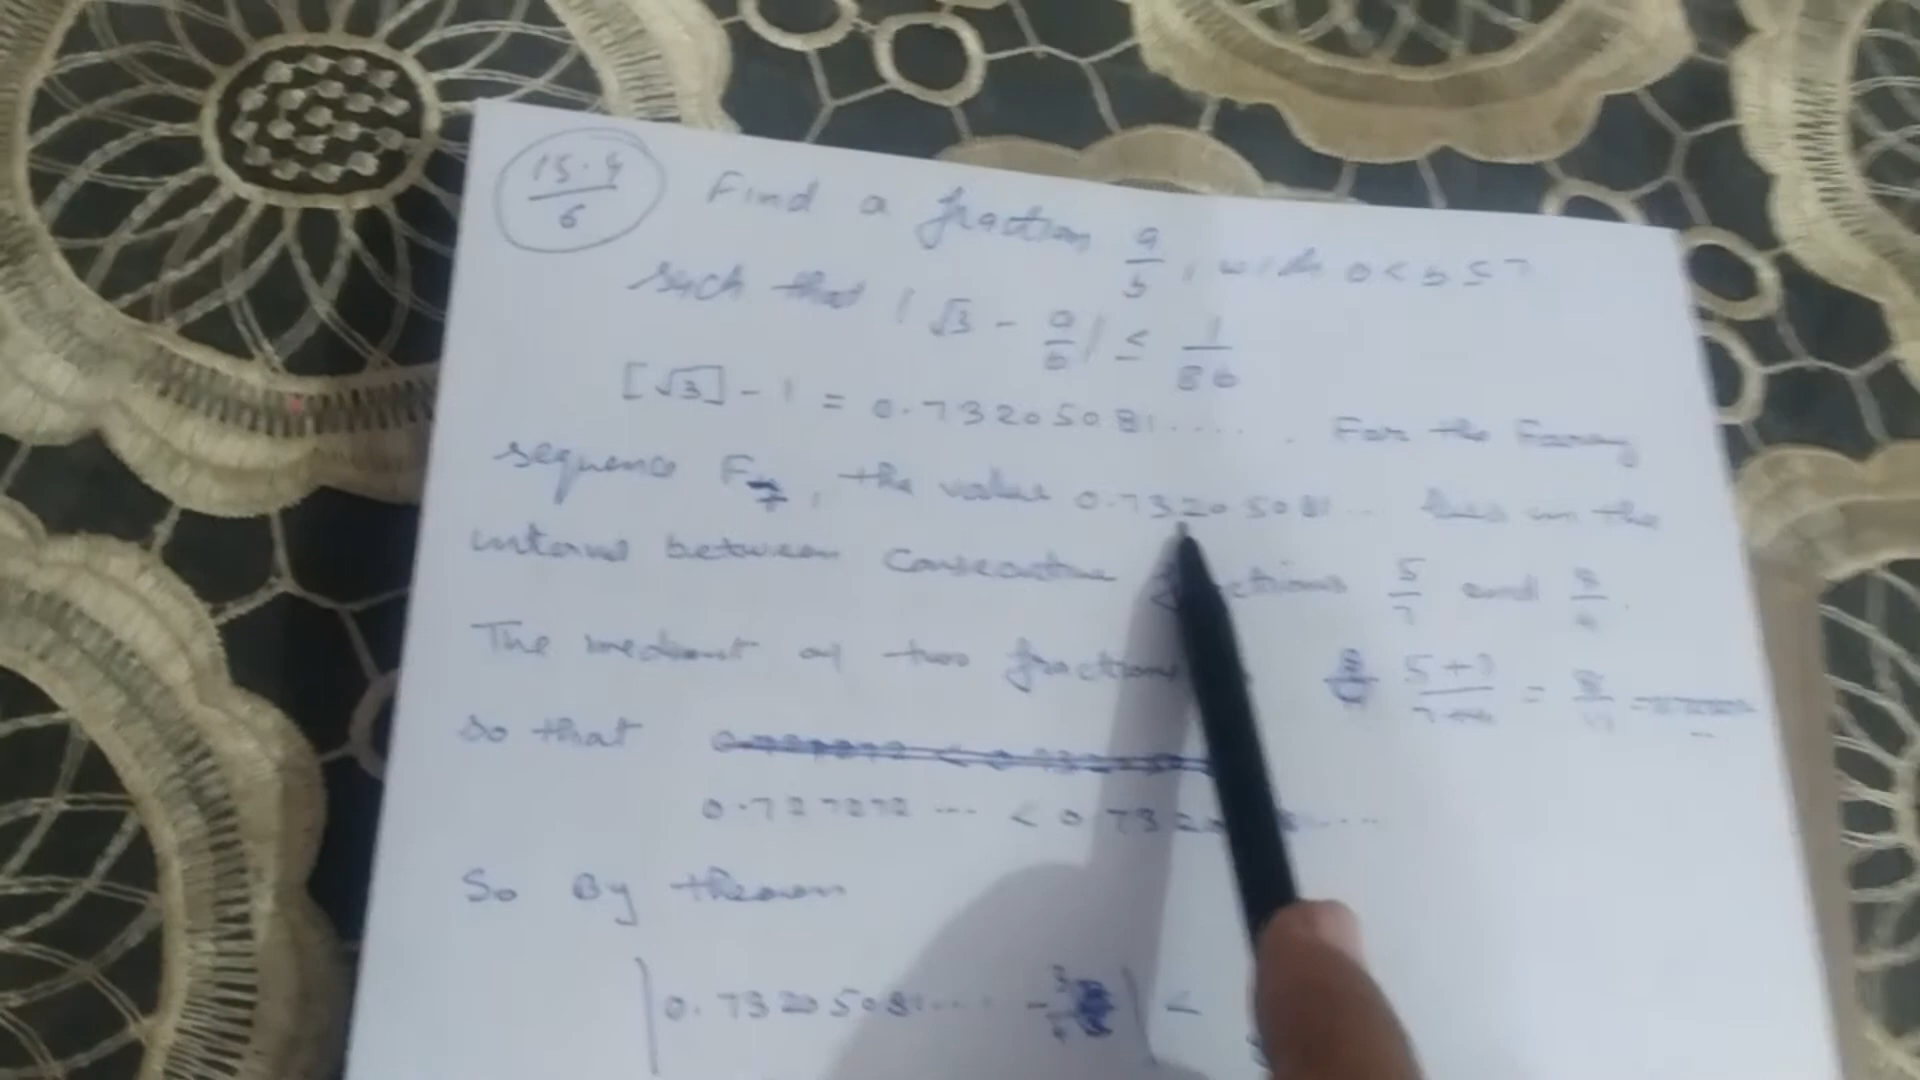 15.4/6 Find a fraction a/b, with 0 < b ≤ 7
such that |√3 - a/b| ≤ 1/8b
[√3] - 1 = 0.73205081..... . For the Farey
sequence F7, the value 0.73205081... lies in the
between consecutive fractions 5/7 and 3/4.
The mediant of two fractions 5+3/7+4 = 8/11
so that
0.727272 ... < 0.732
So By theorem
|0.73205081... - 3/4| <